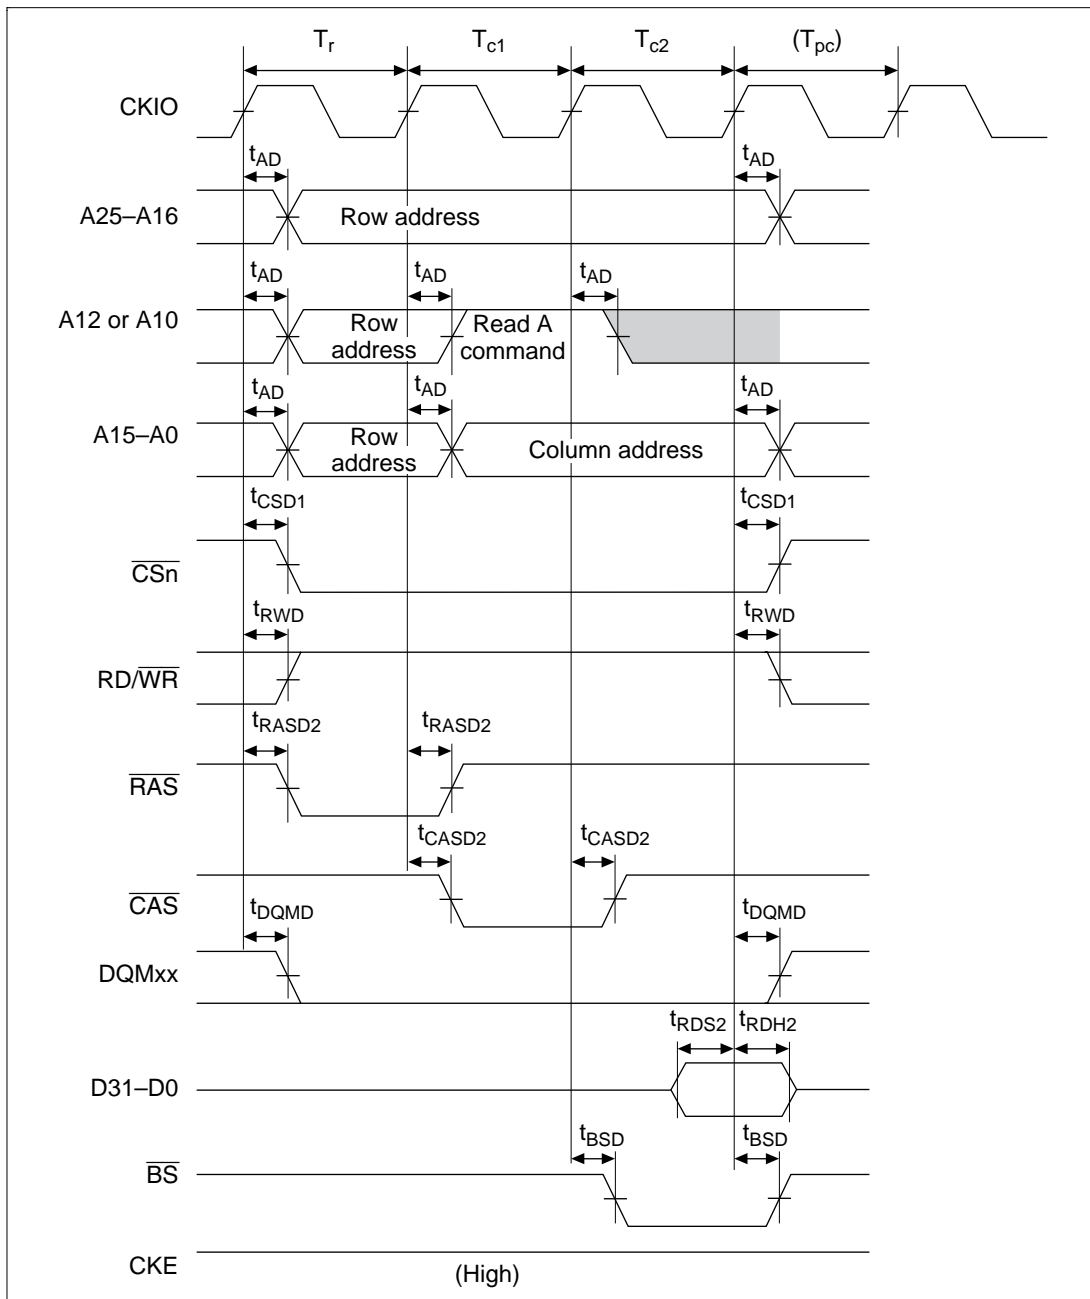 Tr Tc1 Tc2 (Tpc)
CKIO
tAD tAD
A25–A16 Row address
tAD tAD tAD
A12 or A10 Row address Read A command
tAD tAD tAD
A15–A0 Row address Column address
tCSD1 tCSD1
CSn
tRWD tRWD
RD/WR
tRASD2 tRASD2
RAS
tCASD2 tCASD2
CAS
tDQMD tDQMD
DQMxx
tRDS2 tRDH2
D31–D0
tBSD tBSD
BS
CKE
(High)